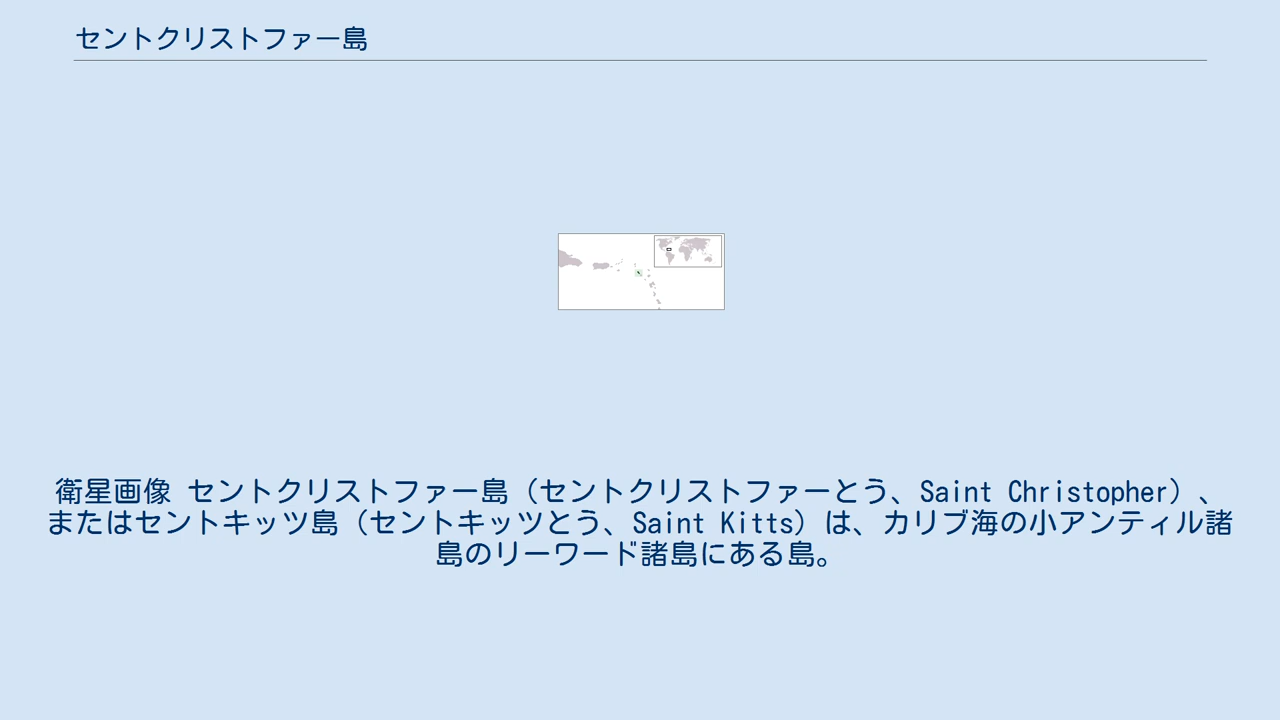 セントクリストファー島
衛星画像 セントクリストファー島（セントクリストファーとう、Saint Christopher）、
またはセントキッツ島（セントキッツとう、Saint Kitts）は、カリブ海の小アンティル諸
島のリーワード諸島にある島。